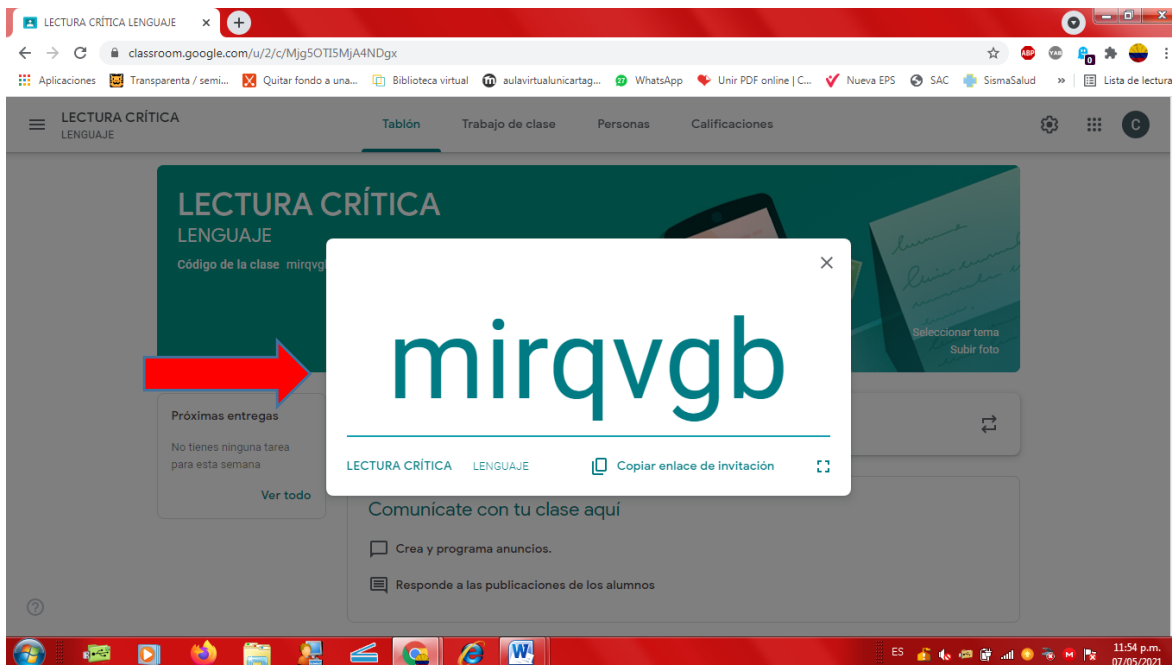 LECTURA CRÍTICA LENGUAJE
classroom.google.com/u/2/c/Mjg5OTI5MjA4NDgx
ABP
YAB
0
Aplicaciones Transparenta / semi... Quitar fondo a una... Biblioteca virtual aulavirtualunicartag... WhatsApp Unir PDF online | C... Nueva EPS SAC SismaSalud » Lista de lectura
LECTURA CRÍTICA
LENGUAJE
Tablón Trabajo de clase Personas Calificaciones
C
LECTURA CRÍTICA
LENGUAJE
Código de la clase mirqvg
mirqvgb
LECTURA CRÍTICA LENGUAJE Copiar enlace de invitación
Seleccionar tema
Subir foto
Próximas entregas
No tienes ninguna tarea
para esta semana
Ver todo
Comunícate con tu clase aquí
Crea y programa anuncios.
Responde a las publicaciones de los alumnos
ES
11:54 p.m.
07/05/2021